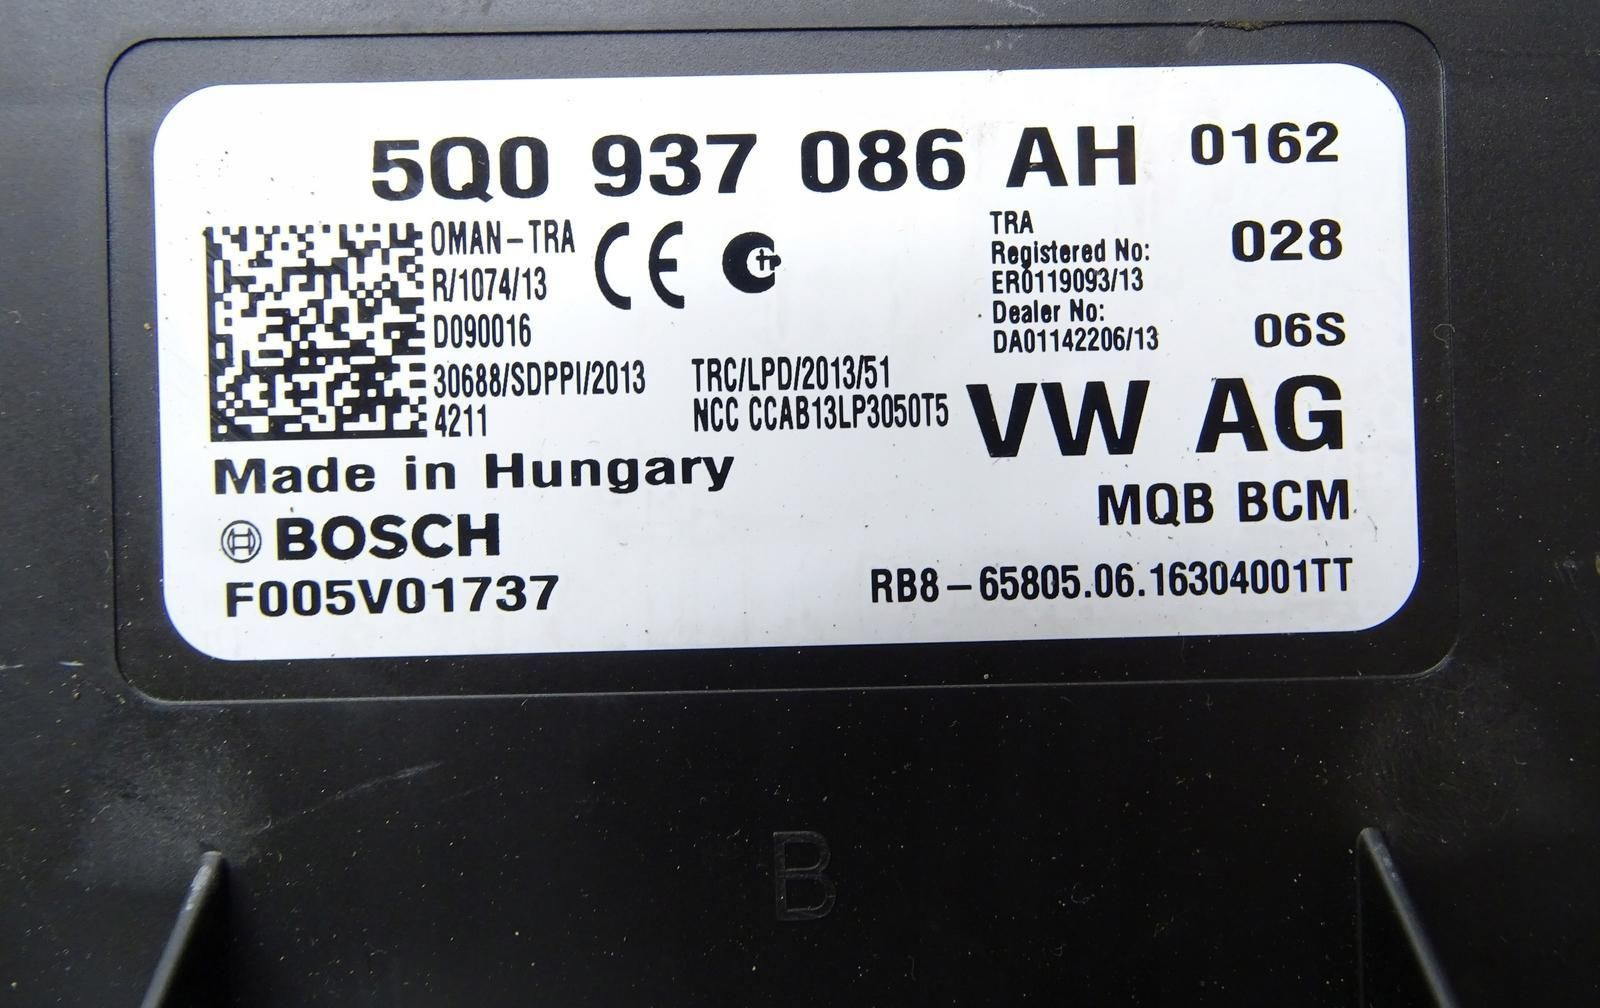 5Q0 937 086 AH 0162
OMAN-TRA
R/1074/13
D090016
30688/SDPPI/2013
4211
CE
TRC/LPD/2013/51
NCC CCAB13LP3050T5
TRA
Registered No:
ER0119093/13
Dealer No:
DA01142206/13
028
06S
VW AG
MQB BCM
Made in Hungary
BOSCH
F005V01737
RB8-65805.06.16304001TT
B